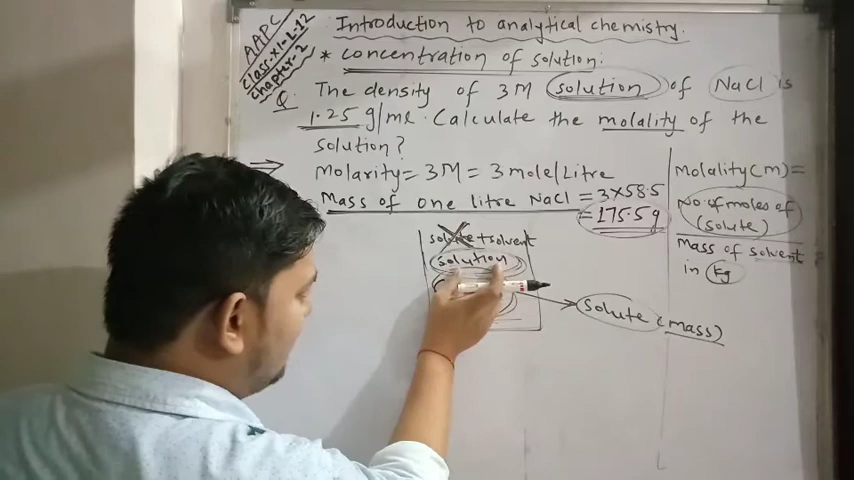 AAPC
Class-XI-L-12
Chapter-2
Introduction to analytical chemistry.
* Concentration of solution:
Q. The density of 3M solution of NaCl is
1.25 g/ml. Calculate the molality of the
solution?
⇒ Molarity = 3M = 3 mole/Litre
Mass of one litre NaCl = 3×58.5
= 175.5g
solute + solvent
solution
Solute (mass)
Molality (m) =
No. of moles of
(solute)
Mass of solvent
in kg